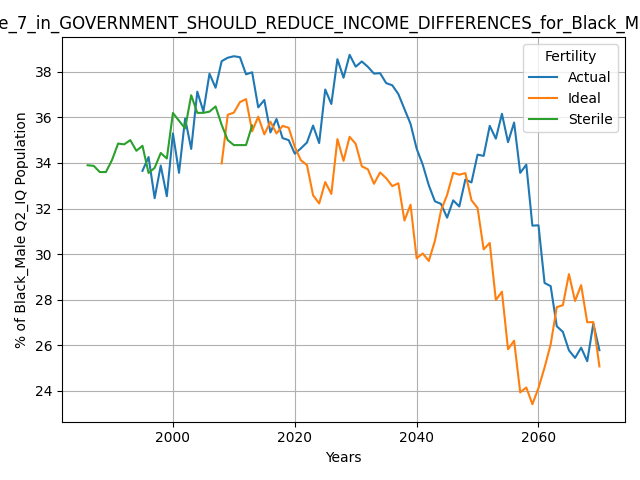 e_7_in_GOVERNMENT_SHOULD_REDUCE_INCOME_DIFFERENCES_for_Black_M
% of Black_Male Q2_IQ Population
38
36
34
32
30
28
26
24
Fertility
Actual
Ideal
Sterile
2000 2020 2040 2060
Years